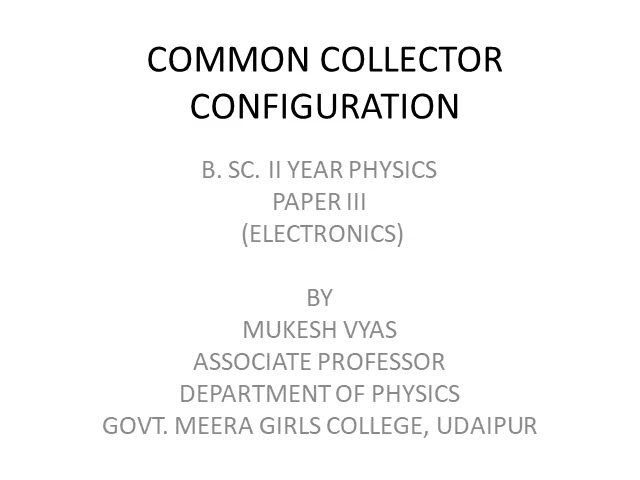 COMMON COLLECTOR
CONFIGURATION
B. SC. II YEAR PHYSICS
PAPER III
(ELECTRONICS)
BY
MUKESH VYAS
ASSOCIATE PROFESSOR
DEPARTMENT OF PHYSICS
GOVT. MEERA GIRLS COLLEGE, UDAIPUR